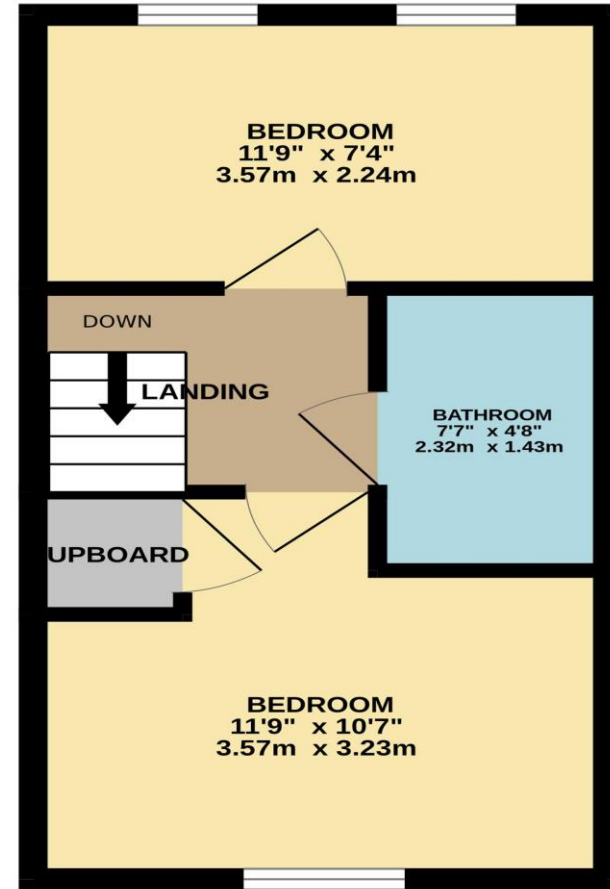 BEDROOM
11'9" x 7'4"
3.57m x 2.24m
DOWN
LANDING
BATHROOM
7'7" x 4'8"
2.32m x 1.43m
UPBOARD
BEDROOM
11'9" x 10'7"
3.57m x 3.23m